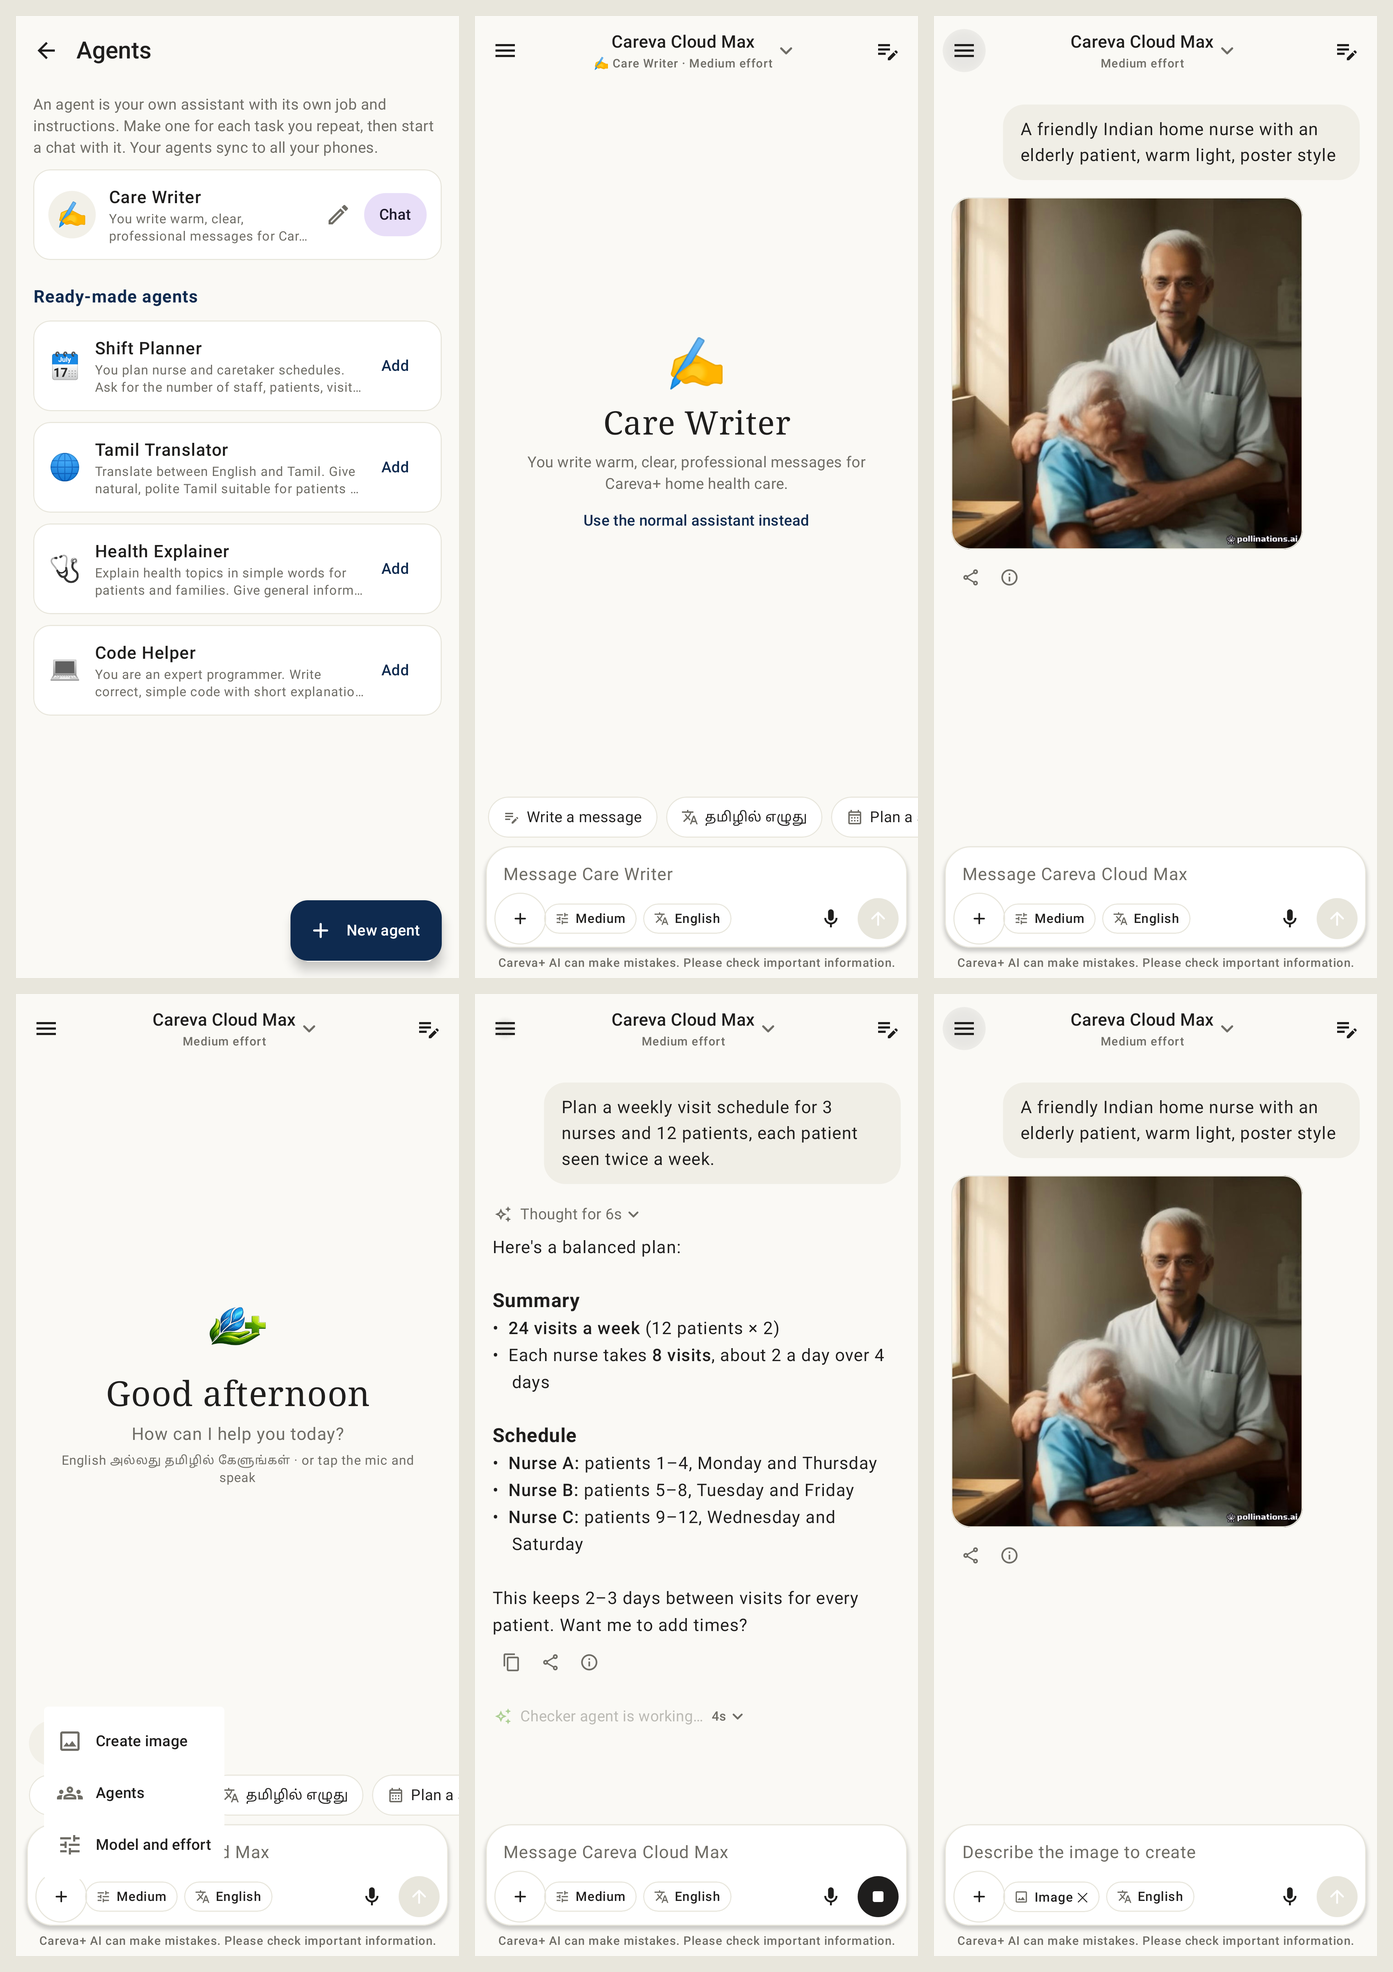 Agents
An agent is your own assistant with its own job and
instructions. Make one for each task you repeat, then start
a chat with it. Your agents sync to all your phones.
Care Writer
You write warm, clear,
professional messages for Car...
Chat
Ready-made agents
July
17
Shift Planner
You plan nurse and caretaker schedules.
Ask for the number of staff, patients, visit...
Add
Tamil Translator
Translate between English and Tamil. Give
natural, polite Tamil suitable for patients ...
Add
Health Explainer
Explain health topics in simple words for
patients and families. Give general inform...
Add
Code Helper
You are an expert programmer. Write
correct, simple code with short explanatio...
Add
+ New agent
Careva Cloud Max
Care Writer · Medium effort
Care Writer
You write warm, clear, professional messages for
Careva+ home health care.
Use the normal assistant instead
Write a message
தமிழில் எழுது
Plan a
Message Care Writer
+ Medium English
Careva+ AI can make mistakes. Please check important information.
Careva Cloud Max
Medium effort
A friendly Indian home nurse with an
elderly patient, warm light, poster style
pollinations.ai
Message Careva Cloud Max
+ Medium English
Careva+ AI can make mistakes. Please check important information.
Careva Cloud Max
Medium effort
Good afternoon
How can I help you today?
English அல்லது தமிழில் கேளுங்கள் · or tap the mic and
speak
Create image
Agents
தமிழில் எழுது
Plan a
Model and effort
d Max
+ Medium English
Careva+ AI can make mistakes. Please check important information.
Careva Cloud Max
Medium effort
Plan a weekly visit schedule for 3
nurses and 12 patients, each patient
seen twice a week.
Thought for 6s
Here's a balanced plan:
Summary
• 24 visits a week (12 patients × 2)
• Each nurse takes 8 visits, about 2 a day over 4
days
Schedule
• Nurse A: patients 1–4, Monday and Thursday
• Nurse B: patients 5–8, Tuesday and Friday
• Nurse C: patients 9–12, Wednesday and
Saturday
This keeps 2–3 days between visits for every
patient. Want me to add times?
Checker agent is working... 4s
Message Careva Cloud Max
+ Medium English
Careva+ AI can make mistakes. Please check important information.
Careva Cloud Max
Medium effort
A friendly Indian home nurse with an
elderly patient, warm light, poster style
pollinations.ai
Describe the image to create
+ Image × English
Careva+ AI can make mistakes. Please check important information.